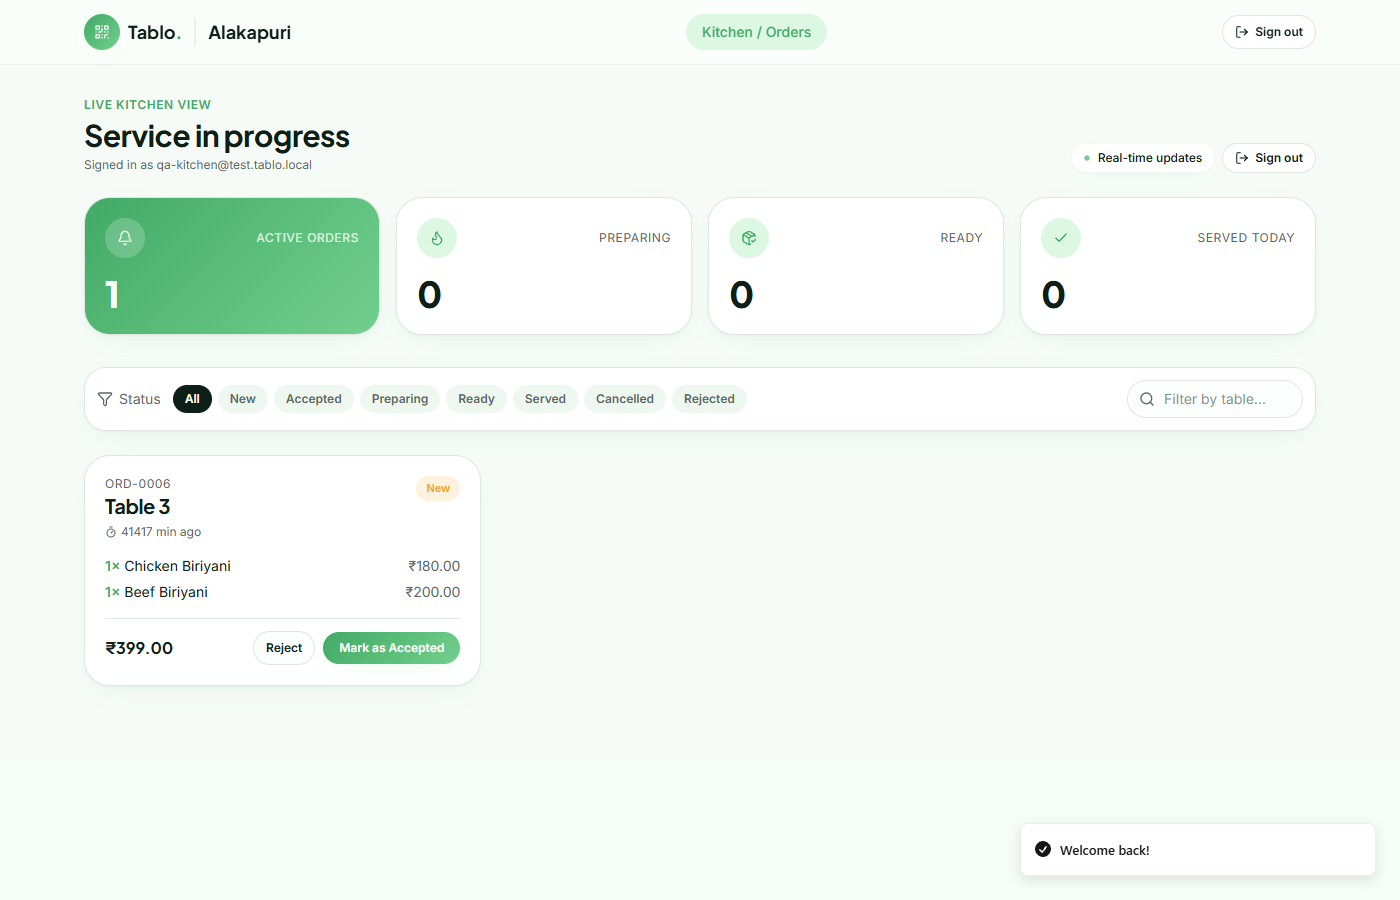 Tablo. Alakapuri
Kitchen / Orders
Sign out
LIVE KITCHEN VIEW
Service in progress
Signed in as qa-kitchen@test.tablo.local
Real-time updates
Sign out
ACTIVE ORDERS
1
PREPARING
0
READY
0
SERVED TODAY
0
Status All New Accepted Preparing Ready Served Cancelled Rejected
Filter by table...
ORD-0006
New
Table 3
41417 min ago
1× Chicken Biriyani ₹180.00
1× Beef Biriyani ₹200.00
₹399.00 Reject Mark as Accepted
Welcome back!